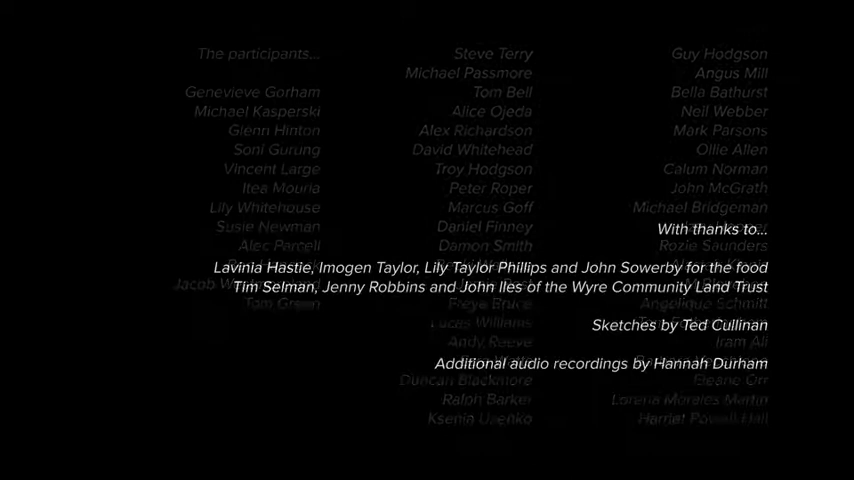 The participants...
Genevieve Gorham
Michael Kasperski
Glenn Hinton
Soni Gurung
Vincent Large
Itea Mourla
Lily Whitehouse
Susie Newman
Alec Parcell
Jacob
Tom Green
Steve Terry
Michael Passmore
Tom Bell
Alice Ojeda
Alex Richardson
David Whitehead
Troy Hodgson
Peter Roper
Marcus Goff
Daniel Finney
Damon Smith
Freya Bruce
Lucas Williams
Andy Reeve
Duncan Blackmore
Ralph Barker
Ksenia
Guy Hodgson
Angus Mill
Bella Bathurst
Neil Webber
Mark Parsons
Ollie Allen
Calum Norman
John McGrath
Michael Bridgeman
Rozie Saunders
Angelique Schmitt
Iram Ali
Eleane Orr
Lorena Morales Martin
Harriet Powell Hall
With thanks to...
Lavinia Hastie, Imogen Taylor, Lily Taylor Phillips and John Sowerby for the food
Tim Selman, Jenny Robbins and John Iles of the Wyre Community Land Trust
Sketches by Ted Cullinan
Additional audio recordings by Hannah Durham